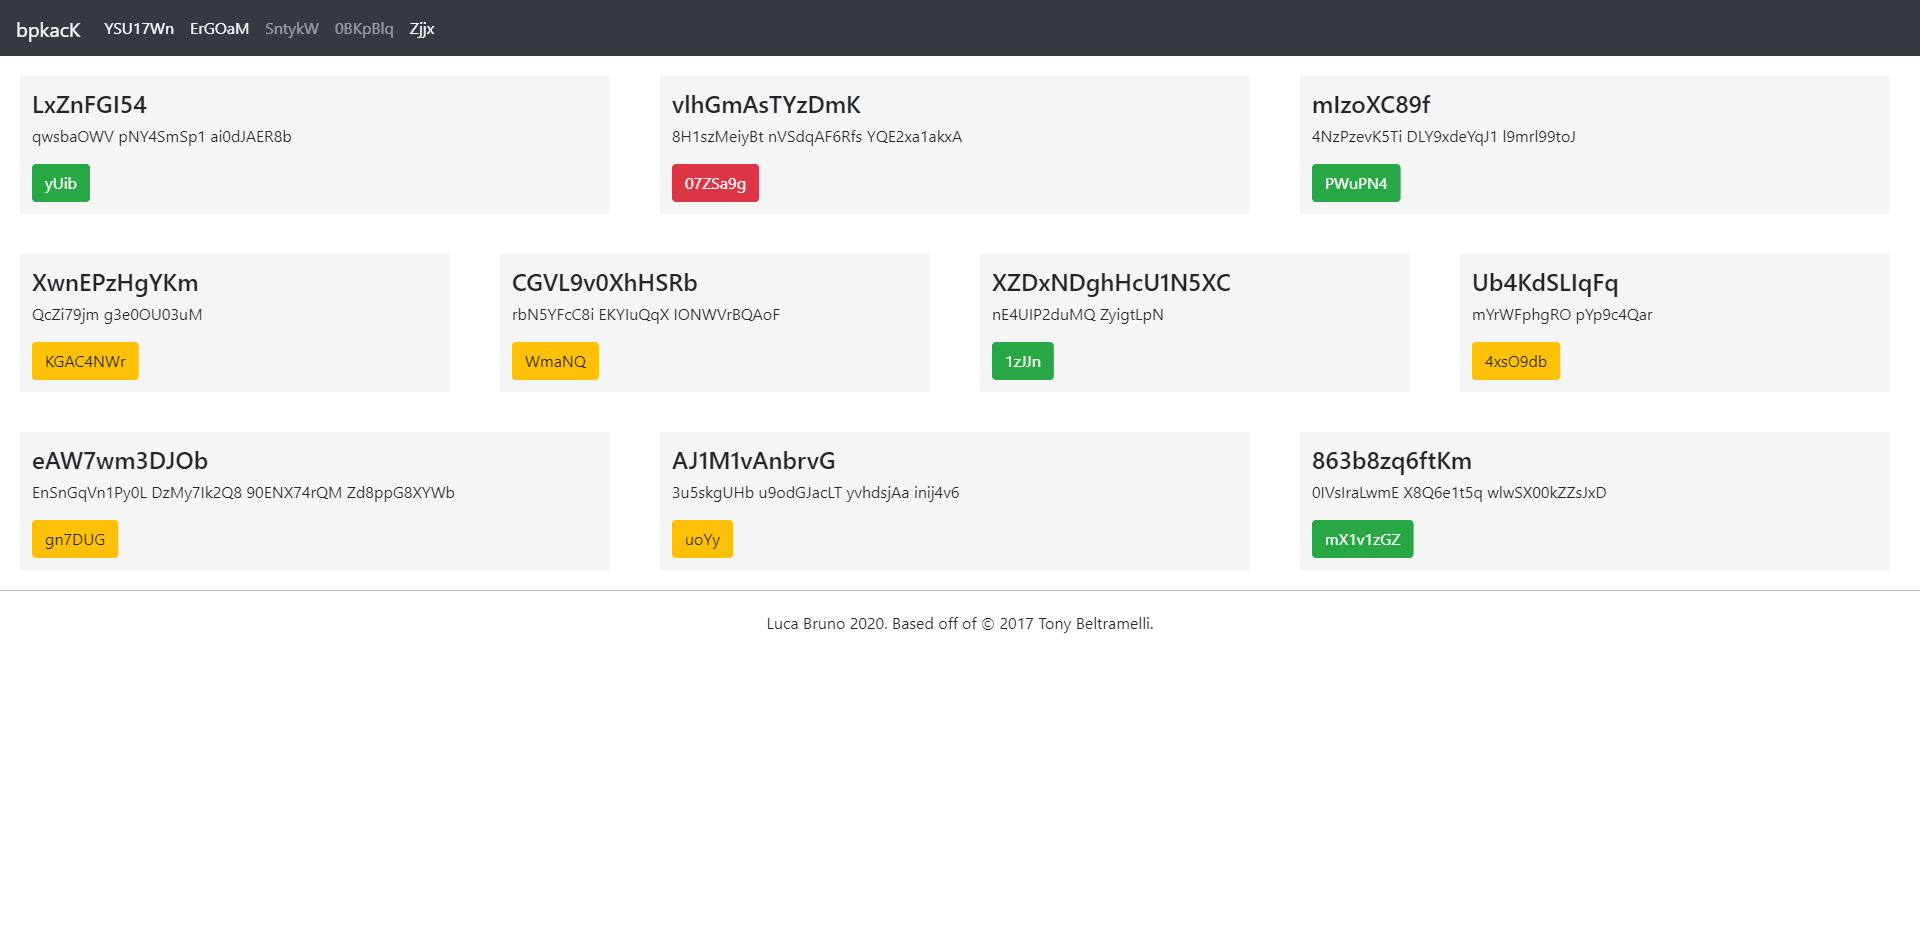 bpkacK YSU17Wn ErGOaM SntykW 0BKpBlq Zjjx
LxZnFGI54
qwsbaOWV pNY4SmSp1 ai0dJAER8b
yUib
vlhGmAsTYzDmK
8H1szMeiyBt nVSdqAF6Rfs YQE2xa1akxA
07ZSa9g
mIzoXC89f
4NzPzevK5Ti DLY9xdeYqJ1 l9mrl99toJ
PWuPN4
XwnEPzHgYKm
QcZi79jm g3e0OU03uM
KGAC4NWr
CGVL9v0XhHSRb
rbN5YFcC8i EKYIuQqX IONWVrBQAoF
WmaNQ
XZDxNDghHcU1N5XC
nE4UIP2duMQ ZyigtLpN
1zJJn
Ub4KdSLIqFq
mYrWFphgRO pYp9c4Qar
4xsO9db
eAW7wm3DJOb
EnSnGqVn1Py0L DzMy7Ik2Q8 90ENX74rQM Zd8ppG8XYWb
gn7DUG
AJ1M1vAnbrvG
3u5skgUHb u9odGJacLT yvhdsjAa inij4v6
uoYy
863b8zq6ftKm
0IVsIraLwmE X8Q6e1t5q wlwSX00kZZsJxD
mX1v1zGZ
Luca Bruno 2020. Based off of © 2017 Tony Beltramelli.